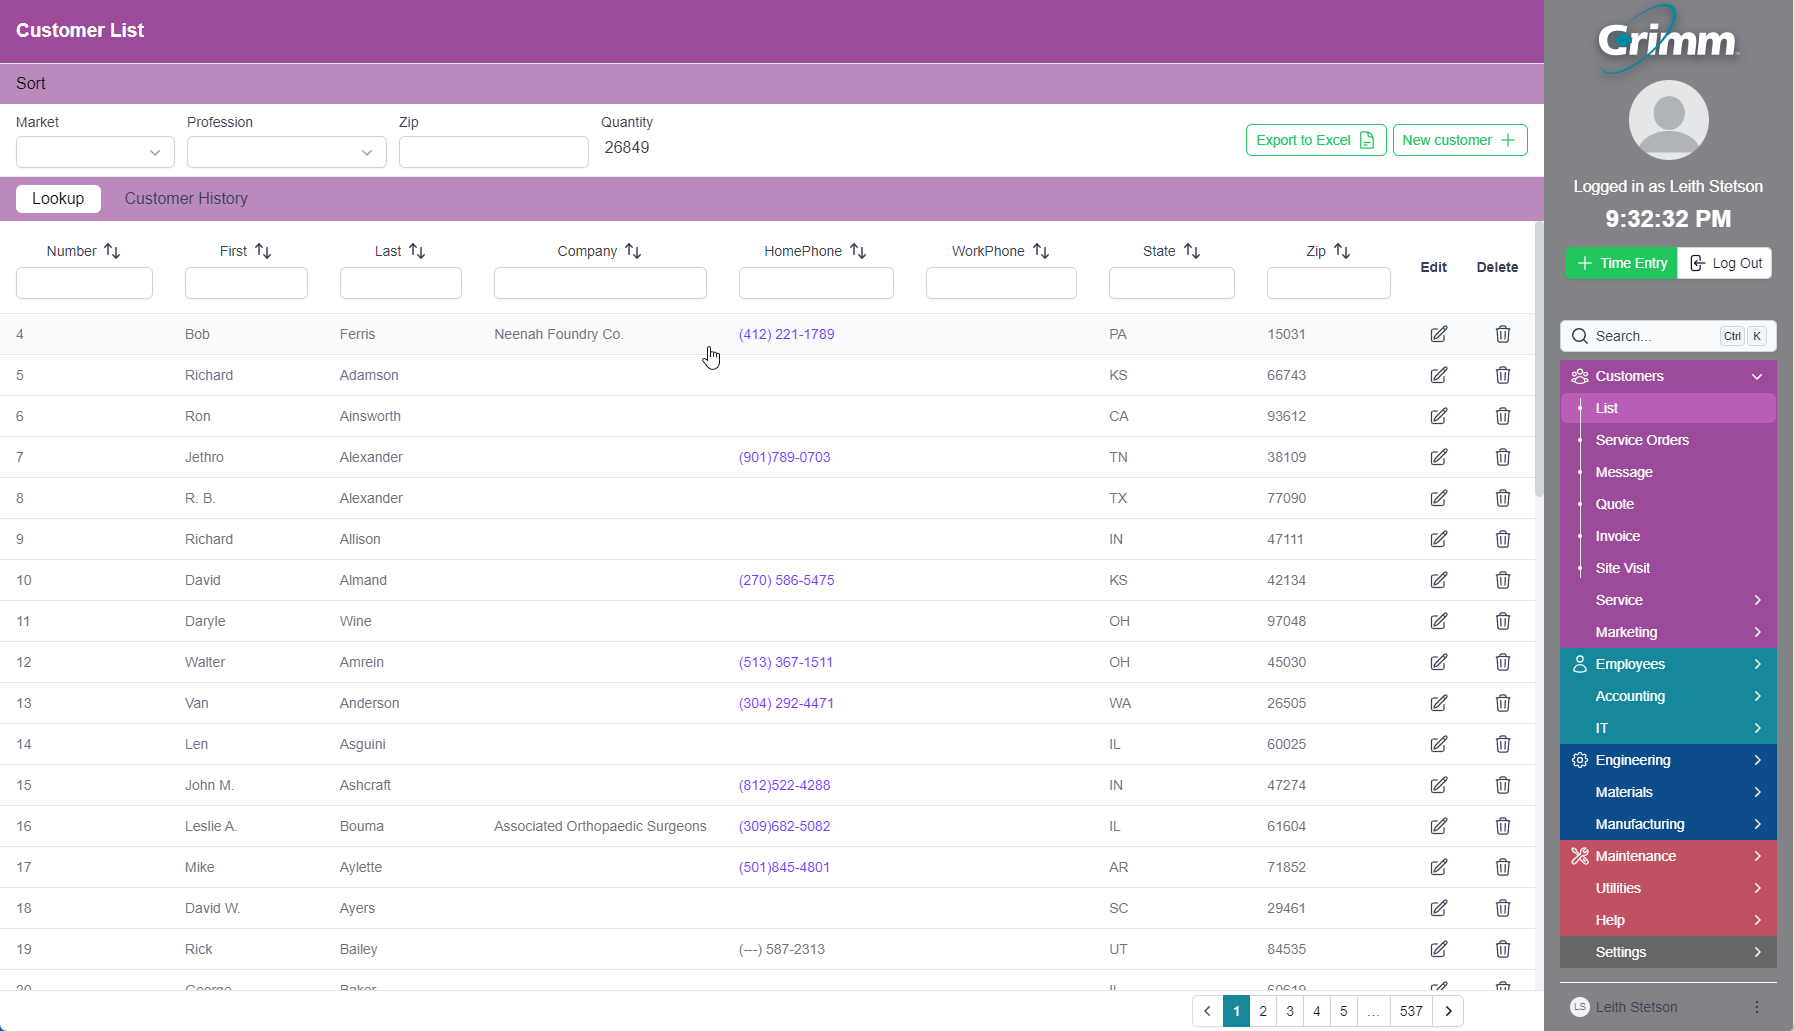 Customer List
Sort
Market Profession Zip Quantity
26849
Export to Excel New customer
Lookup Customer History
Number First Last Company HomePhone WorkPhone State Zip Edit Delete
4 Bob Ferris Neenah Foundry Co. (412) 221-1789 PA 15031
5 Richard Adamson KS 66743
6 Ron Ainsworth CA 93612
7 Jethro Alexander (901)789-0703 TN 38109
8 R. B. Alexander TX 77090
9 Richard Allison IN 47111
10 David Almand (270) 586-5475 KS 42134
11 Daryle Wine OH 97048
12 Walter Amrein (513) 367-1511 OH 45030
13 Van Anderson (304) 292-4471 WA 26505
14 Len Asguini IL 60025
15 John M. Ashcraft (812)522-4288 IN 47274
16 Leslie A. Bouma Associated Orthopaedic Surgeons (309)682-5082 IL 61604
17 Mike Aylette (501)845-4801 AR 71852
18 David W. Ayers SC 29461
19 Rick Bailey (---) 587-2313 UT 84535
20 George Baker IL 60619
1 2 3 4 5 ... 537
Grimm
Logged in as Leith Stetson
9:32:32 PM
Time Entry Log Out
Search... Ctrl K
Customers
List
Service Orders
Message
Quote
Invoice
Site Visit
Service
Marketing
Employees
Accounting
IT
Engineering
Materials
Manufacturing
Maintenance
Utilities
Help
Settings
LS Leith Stetson